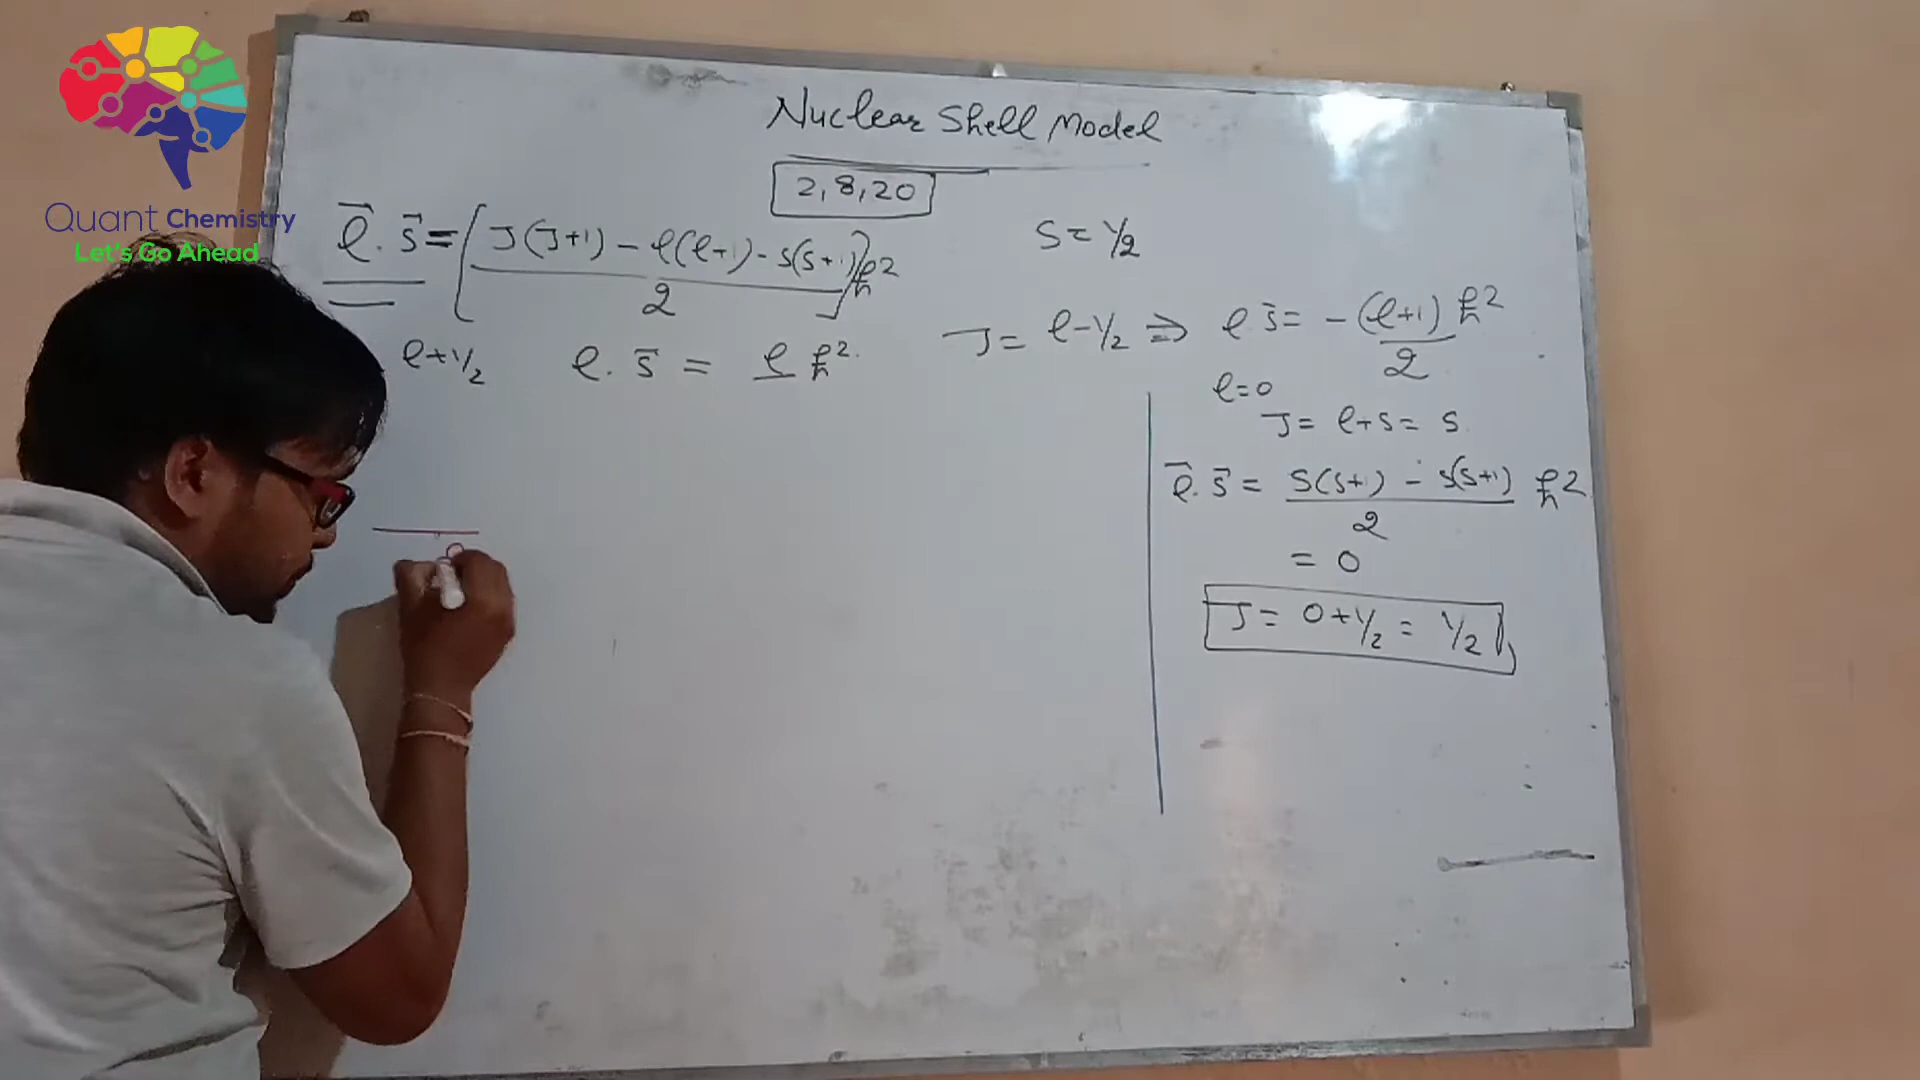 Quant Chemistry
Let's Go Ahead
Nuclear Shell Model
2, 8, 20
ℓ⃗ . s⃗ = [ J(J+1) - ℓ(ℓ+1) - s(s+1) / 2 ] ħ²
S = 1/2
ℓ+1/2 ℓ . s⃗ = ℓ ħ²
J = ℓ-1/2 ⇒ ℓ s⃗ = -(ℓ+1) / 2 ħ²
ℓ=0
J = ℓ+s = s
ℓ⃗ . s⃗ = s(s+1) - s(s+1) / 2 ħ²
= 0
J = 0+1/2 = 1/2